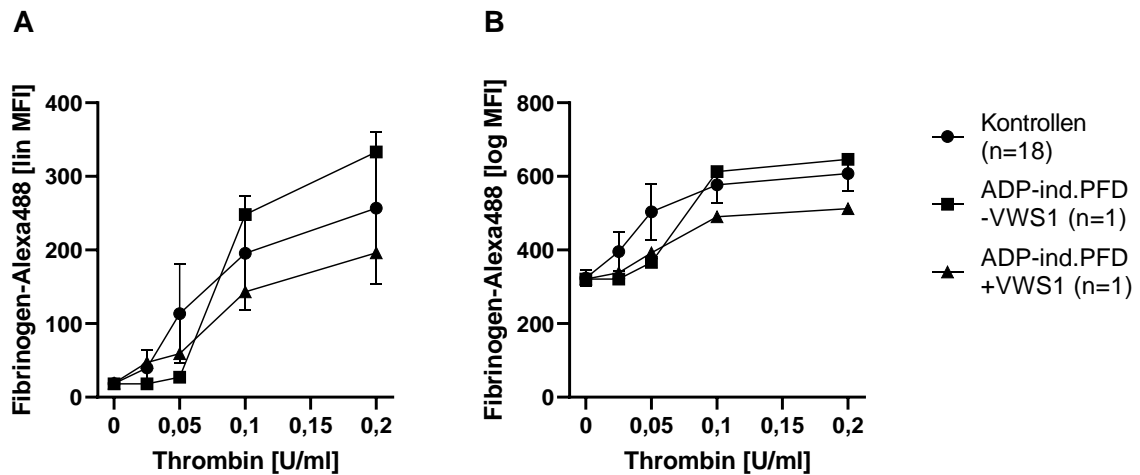 A
Fibrinogen-Alexa488 [lin MFI]
400
300
200
100
0
0 0,05 0,1 0,15 0,2
Thrombin [U/ml]
B
Fibrinogen-Alexa488 [log MFI]
800
600
400
200
0
0 0,05 0,1 0,15 0,2
Thrombin [U/ml]
Kontrollen
(n=18)
ADP-ind.PFD
-VWS1 (n=1)
ADP-ind.PFD
+VWS1 (n=1)